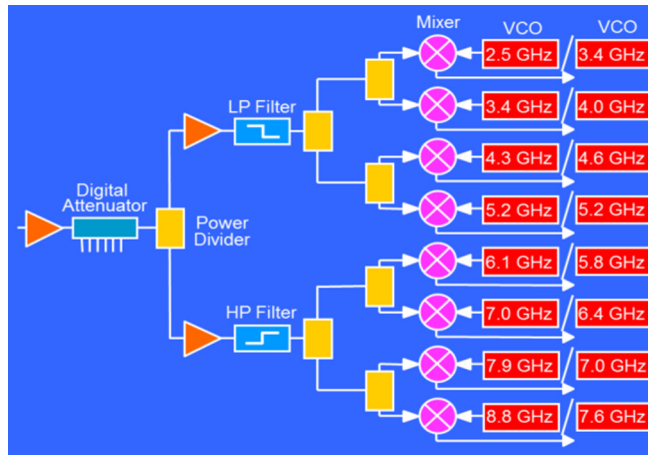 Mixer VCO VCO
2.5 GHz 3.4 GHz
LP Filter
3.4 GHz 4.0 GHz
4.3 GHz 4.6 GHz
Digital
Attenuator
5.2 GHz 5.2 GHz
Power
Divider
6.1 GHz 5.8 GHz
HP Filter
7.0 GHz 6.4 GHz
7.9 GHz 7.0 GHz
8.8 GHz 7.6 GHz